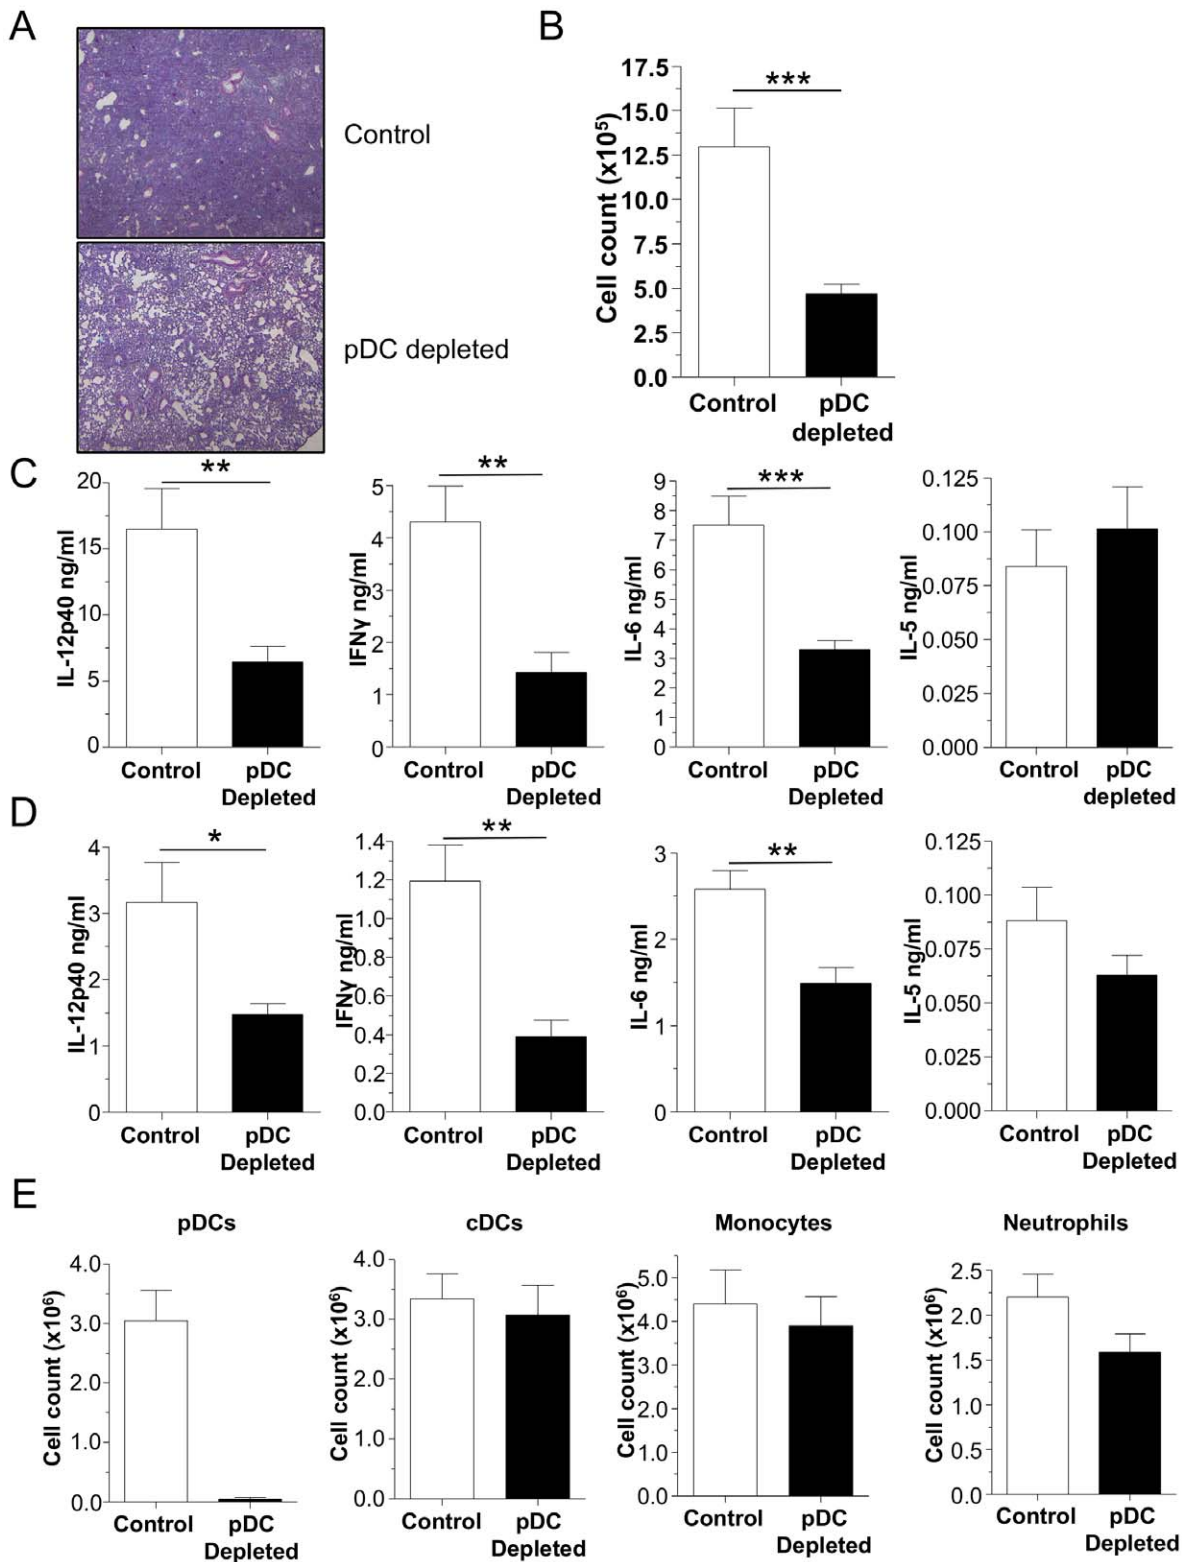 A
Control
pDC depleted
B
***
Cell count (x10⁵)
17.5
15.0
12.5
10.0
7.5
5.0
2.5
0.0
Control
pDC
depleted
C
**
IL-12p40 ng/ml
20
15
10
5
0
Control
pDC
Depleted
**
IFNγ ng/ml
5
4
3
2
1
0
Control
pDC
Depleted
***
IL-6 ng/ml
9
8
7
6
5
4
3
2
1
0
Control
pDC
Depleted
IL-5 ng/ml
0.125
0.100
0.075
0.050
0.025
0.000
Control
pDC
depleted
D
*
IL-12p40 ng/ml
4
3
2
1
0
Control
pDC
Depleted
**
IFNγ ng/ml
1.4
1.2
1.0
0.8
0.6
0.4
0.2
0.0
Control
pDC
Depleted
**
IL-6 ng/ml
3
2
1
0
Control
pDC
Depleted
IL-5 ng/ml
0.125
0.100
0.075
0.050
0.025
0.000
Control
pDC
Depleted
E
pDCs
Cell count (x10⁶)
4.0
3.0
2.0
1.0
0.0
Control
pDC
Depleted
cDCs
Cell count (x10⁶)
4.0
3.0
2.0
1.0
0.0
Control
pDC
Depleted
Monocytes
Cell count (x10⁶)
5.0
4.0
3.0
2.0
1.0
0.0
Control
pDC
Depleted
Neutrophils
Cell count (x10⁶)
2.5
2.0
1.5
1.0
0.5
0.0
Control
pDC
Depleted